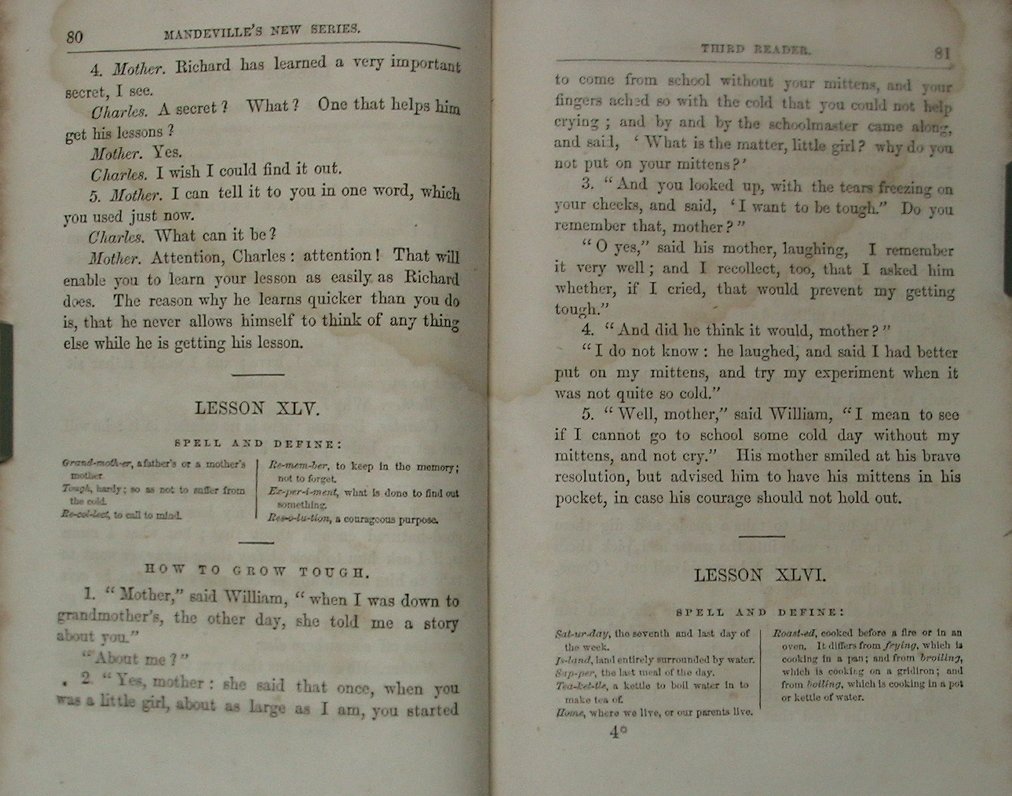 80
MANDEVILLE'S NEW SERIES.
4. Mother. Richard has learned a very important
secret, I see.
Charles. A secret? What? One that helps him
get his lessons?
Mother. Yes.
Charles. I wish I could find it out.
5. Mother. I can tell it to you in one word, which
you used just now.
Charles. What can it be?
Mother. Attention, Charles: attention! That will
enable you to learn your lesson as easily as Richard
does. The reason why he learns quicker than you do
is, that he never allows himself to think of any thing
else while he is getting his lesson.
LESSON XLV.
SPELL AND DEFINE:
Grand-moth-er, a father's or a mother's
mother
Tough, hardy; so as not to suffer from
the cold.
Re-col-lect, to call to mind.
Re-mem-ber, to keep in the memory;
not to forget.
Ex-per-i-ment, what is done to find out
something.
Res-o-lu-tion, a courageous purpose.
HOW TO GROW TOUGH.
1. "Mother," said William, "when I was down to
grandmother's, the other day, she told me a story
about you."
"About me?"
2. "Yes, mother: she said that once, when you
was a little girl, about as large as I am, you started
THIRD READER.
81
to come from school without your mittens, and your
fingers ached so with the cold that you could not help
crying; and by and by the schoolmaster came along,
and said, 'What is the matter, little girl? why do you
not put on your mittens?'
3. "And you looked up, with the tears freezing on
your cheeks, and said, 'I want to be tough." Do you
remember that, mother?"
"O yes," said his mother, laughing, I remember
it very well; and I recollect, too, that I asked him
whether, if I cried, that would prevent my getting
tough."
4. "And did he think it would, mother?"
"I do not know: he laughed, and said I had better
put on my mittens, and try my experiment when it
was not quite so cold."
5. "Well, mother," said William, "I mean to see
if I cannot go to school some cold day without my
mittens, and not cry." His mother smiled at his brave
resolution, but advised him to have his mittens in his
pocket, in case his courage should not hold out.
LESSON XLVI.
SPELL AND DEFINE:
Sat-ur-day, the seventh and last day of
the week.
Is-land, land entirely surrounded by water.
Sup-per, the last meal of the day.
Tea-ket-tle, a kettle to boil water in to
make tea of.
Home, where we live, or our parents live.
Roast-ed, cooked before a fire or in an
oven. It differs from frying, which is
cooking in a pan; and from broiling,
which is cooking on a gridiron; and
from boiling, which is cooking in a pot
or kettle of water.
4*